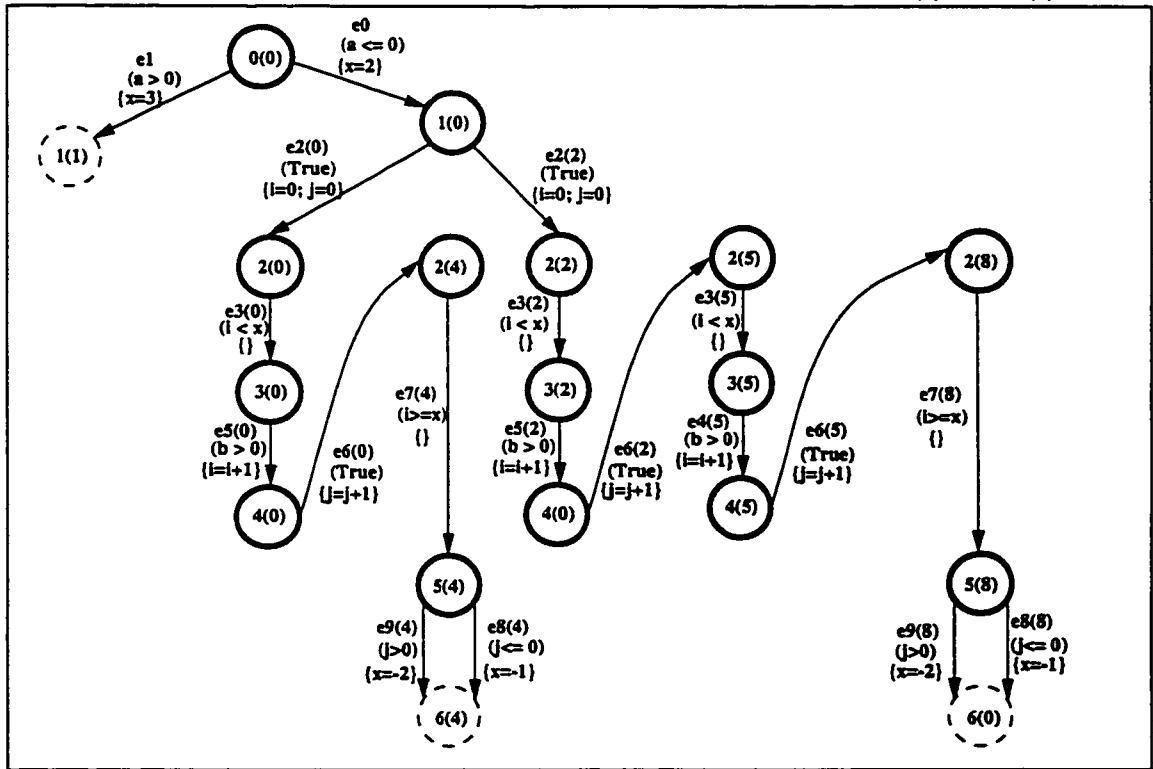 e0
(a <= 0)
{x=2}
e1
(a > 0)
{x=3}
0(0)
1(0)
1(1)
e2(0)
(True)
{i=0; j=0}
e2(2)
(True)
{i=0; j=0}
2(0)
2(4)
2(2)
2(5)
2(8)
e3(0)
(i < x)
{}
e3(2)
(i < x)
{}
e3(5)
(i < x)
{}
3(0)
3(2)
3(5)
e7(4)
(i>=x)
{}
e7(8)
(i>=x)
{}
e5(0)
(b > 0)
{i=i+1}
e6(0)
(True)
{j=j+1}
e5(2)
(b > 0)
{i=i+1}
e6(2)
(True)
{j=j+1}
e4(5)
(b > 0)
{i=i+1}
e6(5)
(True)
{j=j+1}
4(0)
4(0)
4(5)
5(4)
5(8)
e9(4)
(j>0)
{x=-2}
e8(4)
(j<= 0)
{x=-1}
e9(8)
(j>0)
{x=-2}
e8(8)
(j<= 0)
{x=-1}
6(4)
6(0)